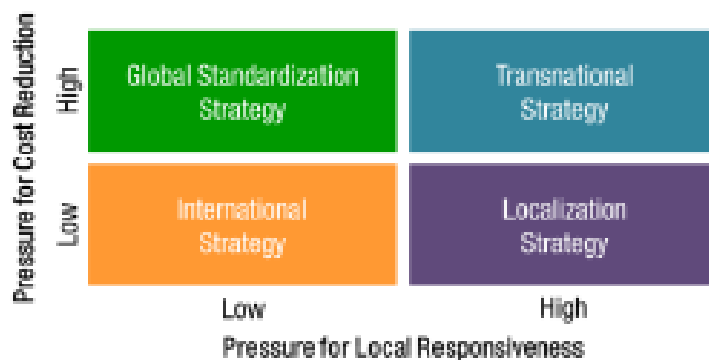 Pressure for Cost Reduction
High
Global Standardization
Strategy
Transnational
Strategy
Low
International
Strategy
Localization
Strategy
Low
High
Pressure for Local Responsiveness